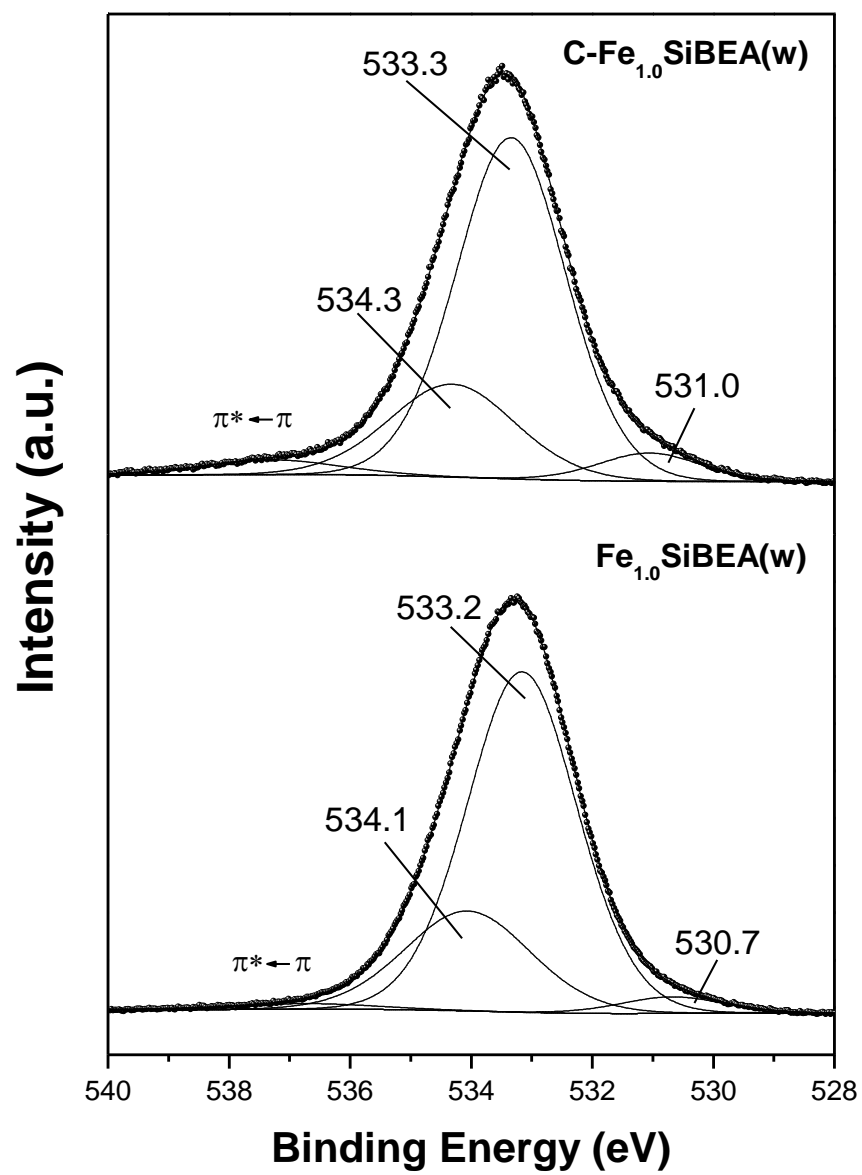 C-Fe1.0SiBEA(w)
533.3
534.3
531.0
π*←π
Fe1.0SiBEA(w)
533.2
534.1
530.7
π*←π
Intensity (a.u.)
540 538 536 534 532 530 528
Binding Energy (eV)